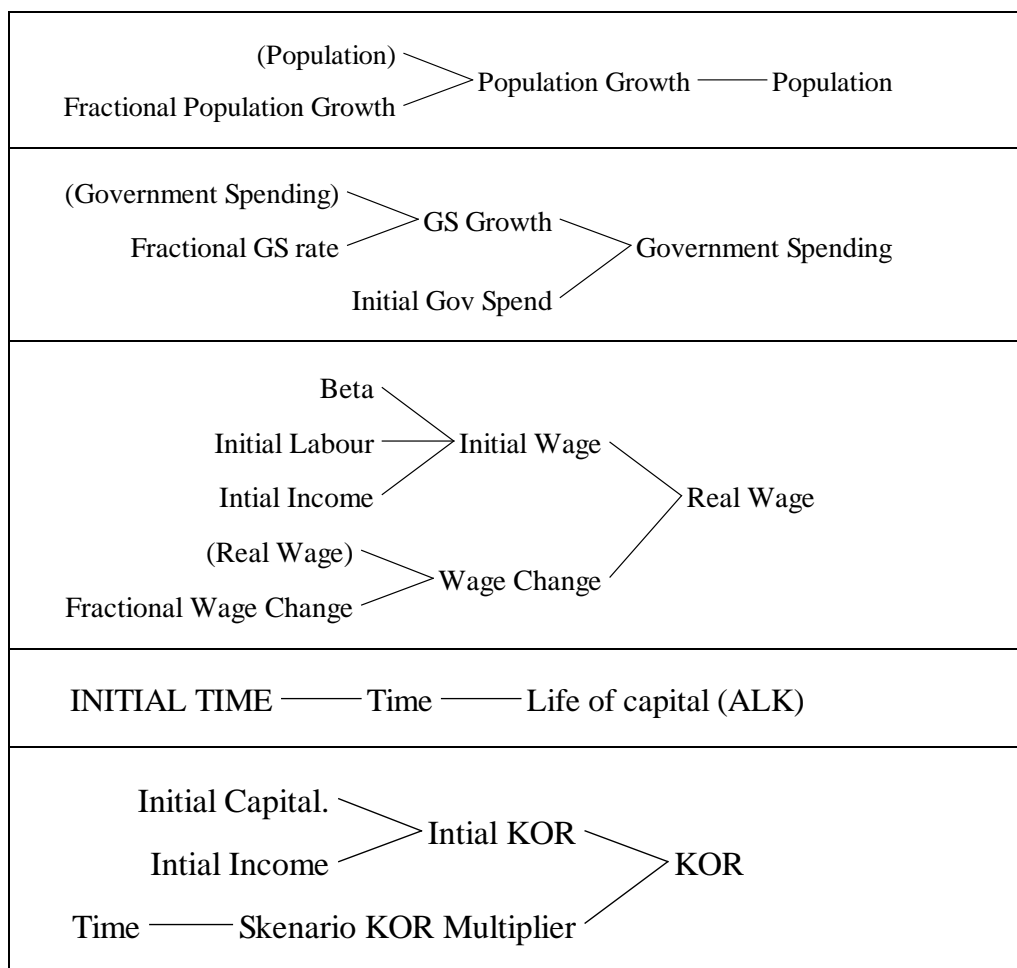 (Population)
Fractional Population Growth
Population Growth
Population
(Government Spending)
Fractional GS rate
GS Growth
Initial Gov Spend
Government Spending
Beta
Initial Labour
Intial Income
Initial Wage
(Real Wage)
Fractional Wage Change
Wage Change
Real Wage
INITIAL TIME
Time
Life of capital (ALK)
Initial Capital.
Intial Income
Intial KOR
Time
Skenario KOR Multiplier
KOR